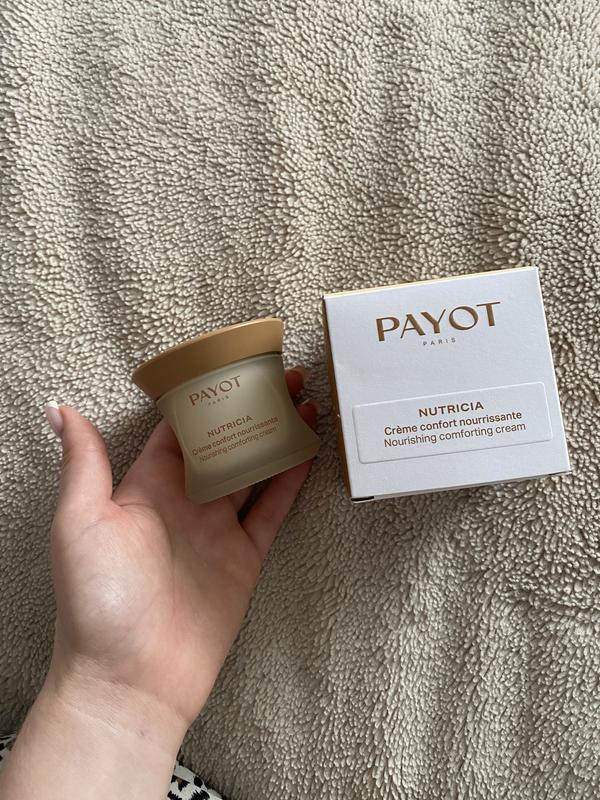 PAYOT
PARIS
NUTRICIA
Crème confort nourrissante
Nourishing comforting cream
PAYOT
PARIS
NUTRICIA
Crème confort nourrissante
Nourishing comforting cream